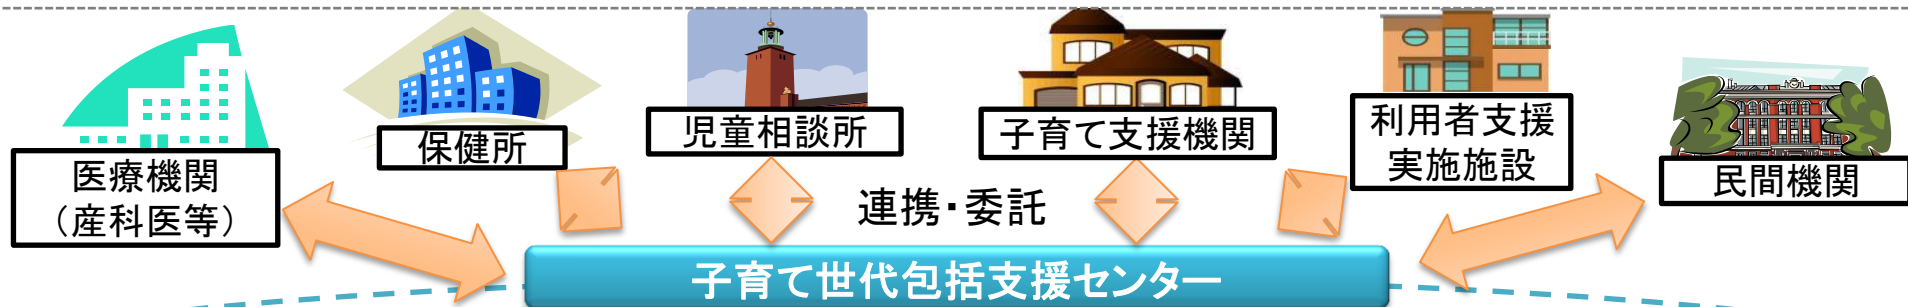 医療機関
（産科医等）
保健所
児童相談所
子育て支援機関
利用者支援
実施施設
民間機関
連携・委託
子育て世代包括支援センター